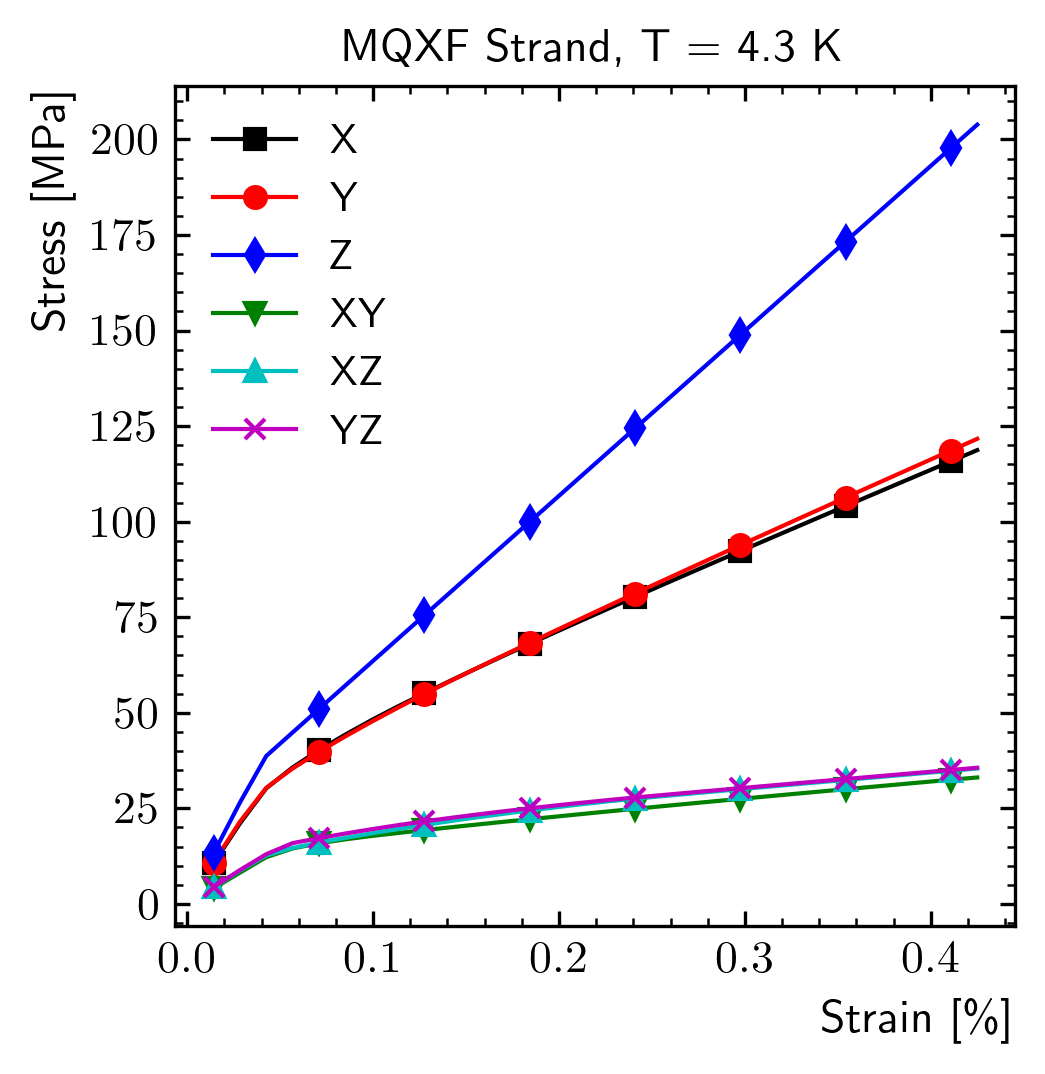 MQXF Strand, T = 4.3 K
Stress [MPa]
200
175
150
125
100
75
50
25
0
X
Y
Z
XY
XZ
YZ
0.0 0.1 0.2 0.3 0.4
Strain [%]